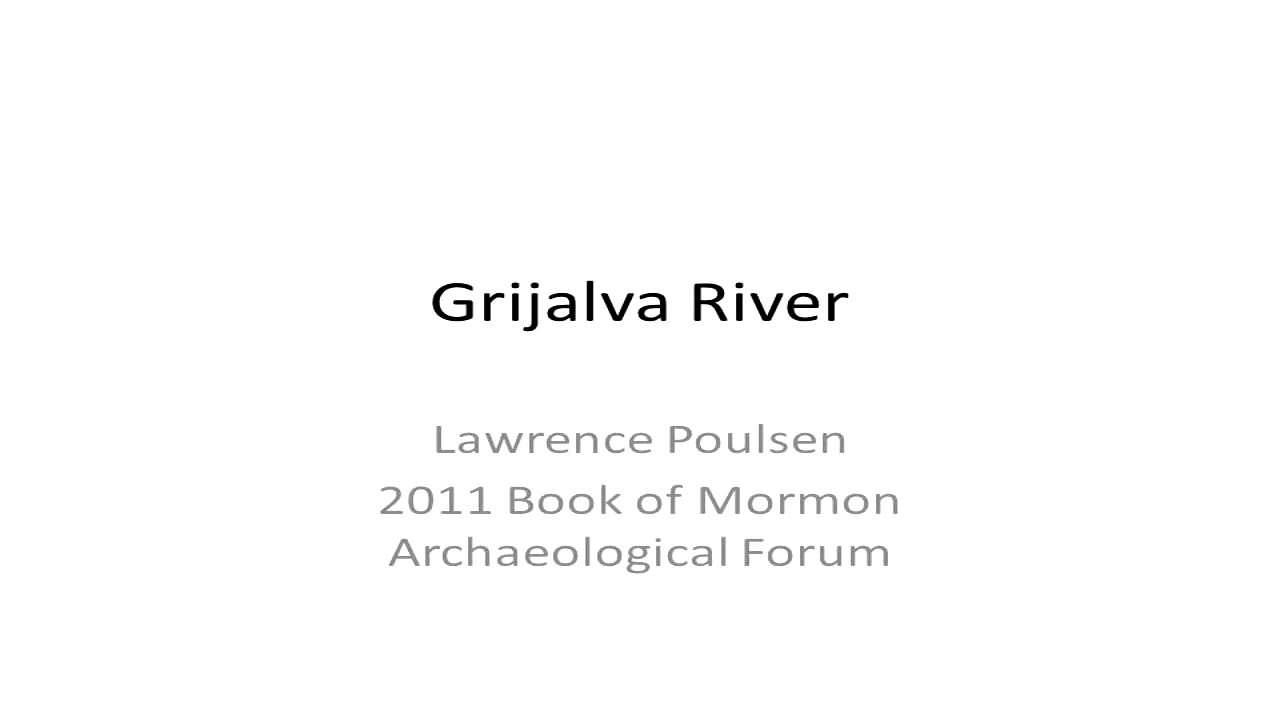 Grijalva River
Lawrence Poulsen
2011 Book of Mormon
Archaeological Forum